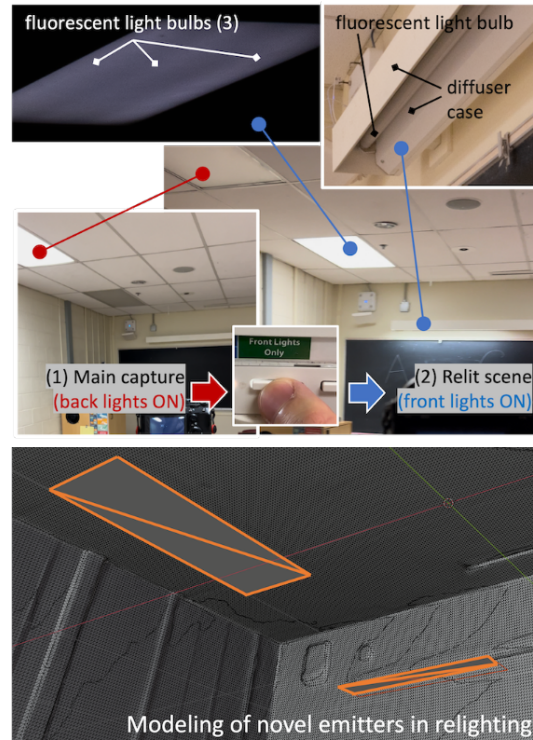 fluorescent light bulbs (3)
fluorescent light bulb
diffuser
case
Front Lights
Only
(1) Main capture
(back lights ON)
(2) Relit scene
(front lights ON)
Modeling of novel emitters in relighting